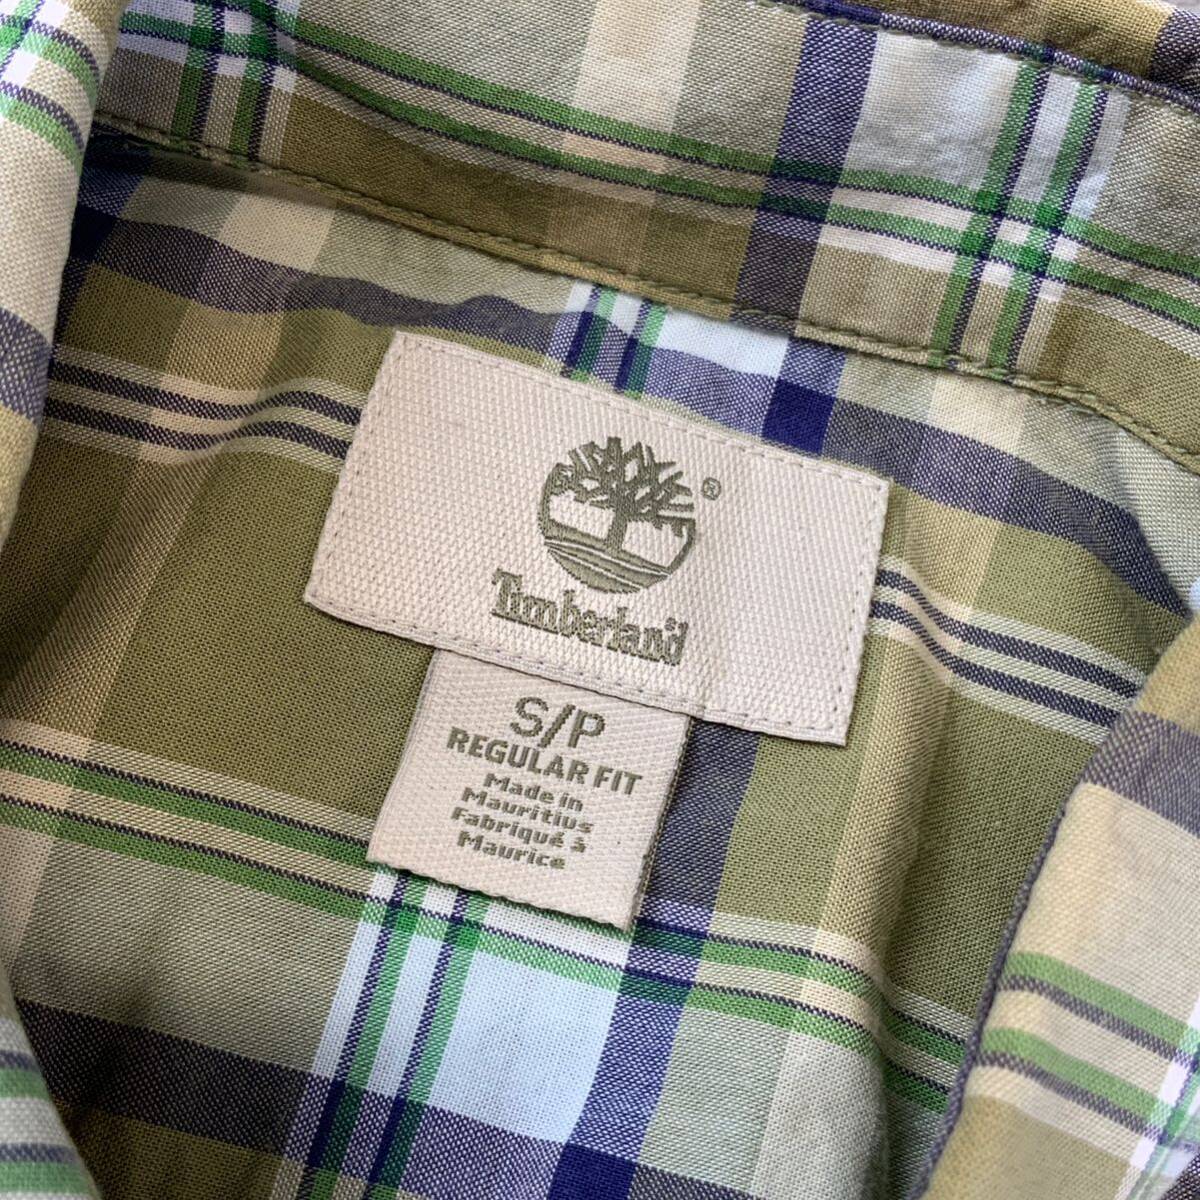 ®
Timberland
S/P
REGULAR FIT
Made in
Mauritius
Fabriqué à
Maurice